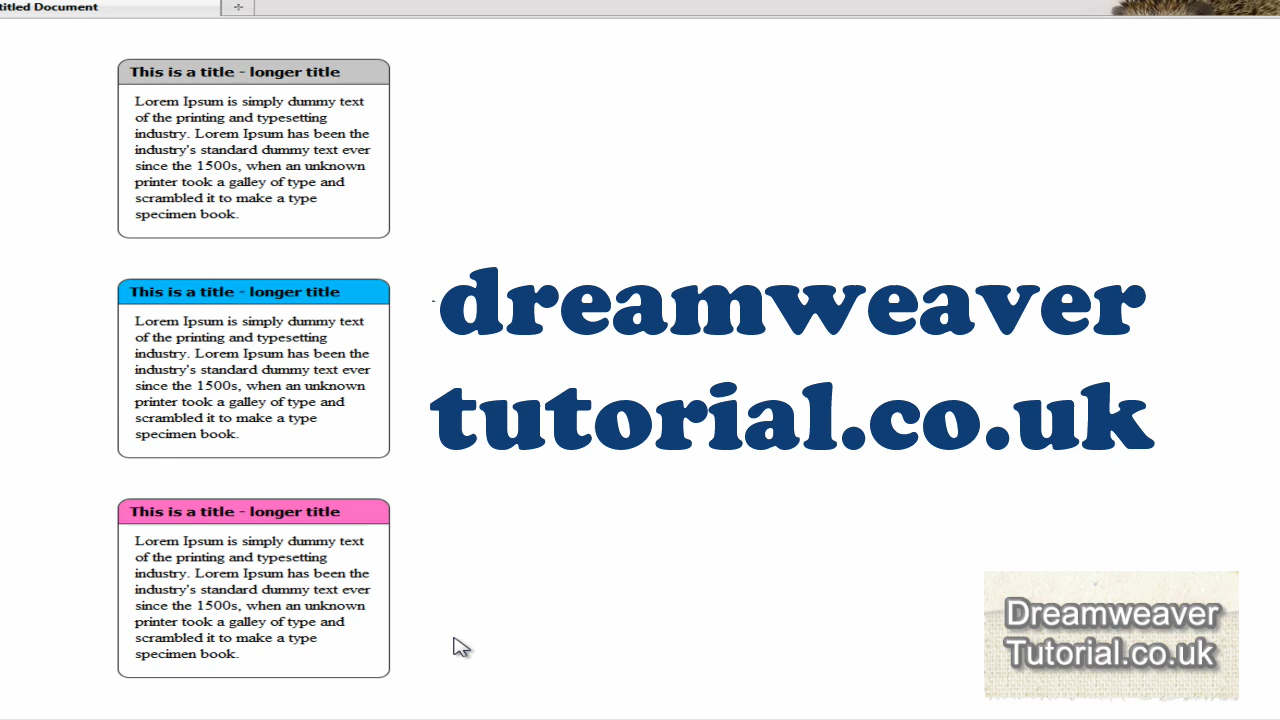 titled Document
This is a title - longer title
Lorem Ipsum is simply dummy text
of the printing and typesetting
industry. Lorem Ipsum has been the
industry's standard dummy text ever
since the 1500s, when an unknown
printer took a galley of type and
scrambled it to make a type
specimen book.
This is a title - longer title
Lorem Ipsum is simply dummy text
of the printing and typesetting
industry. Lorem Ipsum has been the
industry's standard dummy text ever
since the 1500s, when an unknown
printer took a galley of type and
scrambled it to make a type
specimen book.
This is a title - longer title
Lorem Ipsum is simply dummy text
of the printing and typesetting
industry. Lorem Ipsum has been the
industry's standard dummy text ever
since the 1500s, when an unknown
printer took a galley of type and
scrambled it to make a type
specimen book.
dreamweaver
tutorial.co.uk
Dreamweaver
Tutorial.co.uk